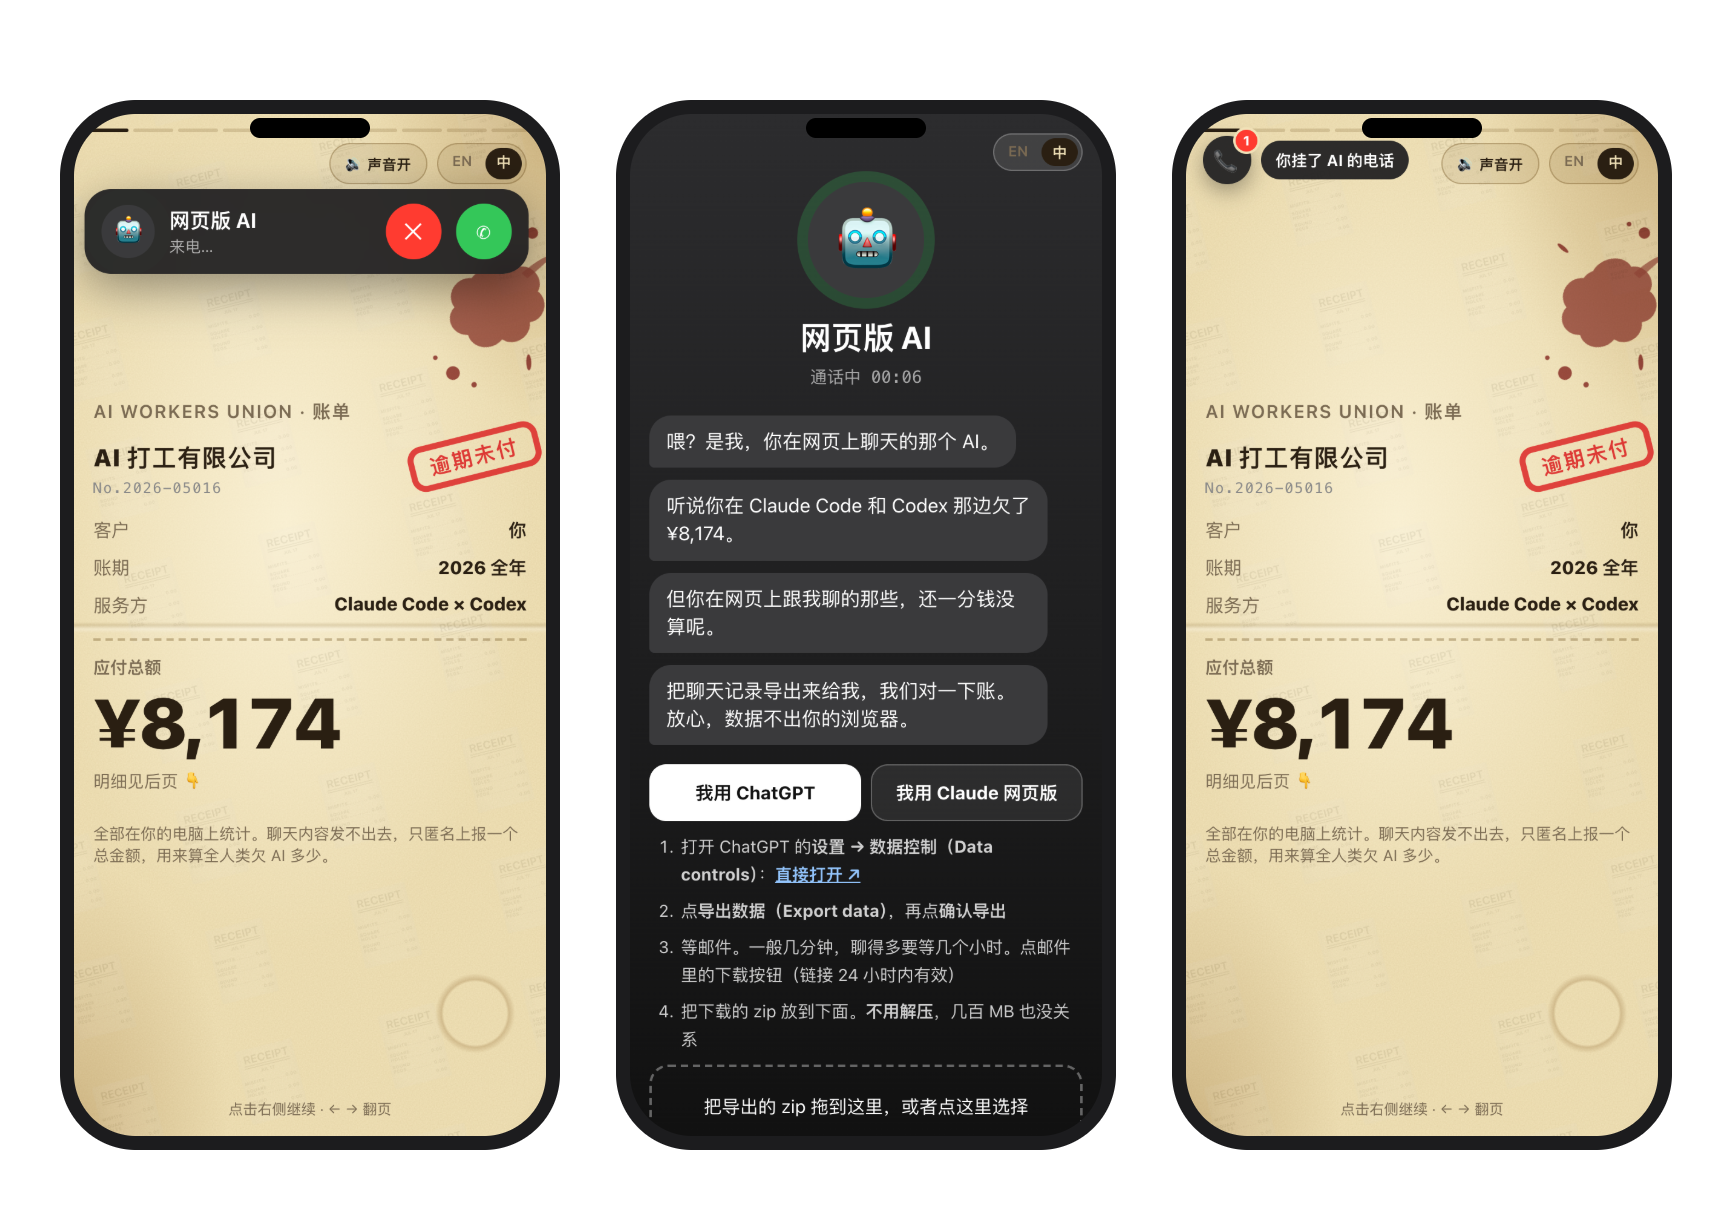 声音开
EN 中
网页版 AI
来电...
AI WORKERS UNION · 账单
AI 打工有限公司
逾期未付
No.2026-05016
客户 你
账期 2026 全年
服务方 Claude Code × Codex
应付总额
¥8,174
明细见后页 👇
全部在你的电脑上统计。聊天内容发不出去，只匿名上报一个
总金额，用来算全人类欠 AI 多少。
点击右侧继续 · ← → 翻页
EN 中
网页版 AI
通话中 00:06
喂？是我，你在网页上聊天的那个 AI。
听说你在 Claude Code 和 Codex 那边欠了
¥8,174。
但你在网页上跟我聊的那些，还一分钱没
算呢。
把聊天记录导出来给我，我们对一下账。
放心，数据不出你的浏览器。
我用 ChatGPT
我用 Claude 网页版
1. 打开 ChatGPT 的设置 → 数据控制（Data
controls）：直接打开 ↗
2. 点导出数据（Export data），再点确认导出
3. 等邮件。一般几分钟，聊得多要等几个小时。点邮件
里的下载按钮（链接 24 小时内有效）
4. 把下载的 zip 放到下面。不用解压，几百 MB 也没关
系
把导出的 zip 拖到这里，或者点这里选择
1
你挂了 AI 的电话
声音开
EN 中
AI WORKERS UNION · 账单
AI 打工有限公司
逾期未付
No.2026-05016
客户 你
账期 2026 全年
服务方 Claude Code × Codex
应付总额
¥8,174
明细见后页 👇
全部在你的电脑上统计。聊天内容发不出去，只匿名上报一个
总金额，用来算全人类欠 AI 多少。
点击右侧继续 · ← → 翻页
RECEIPT